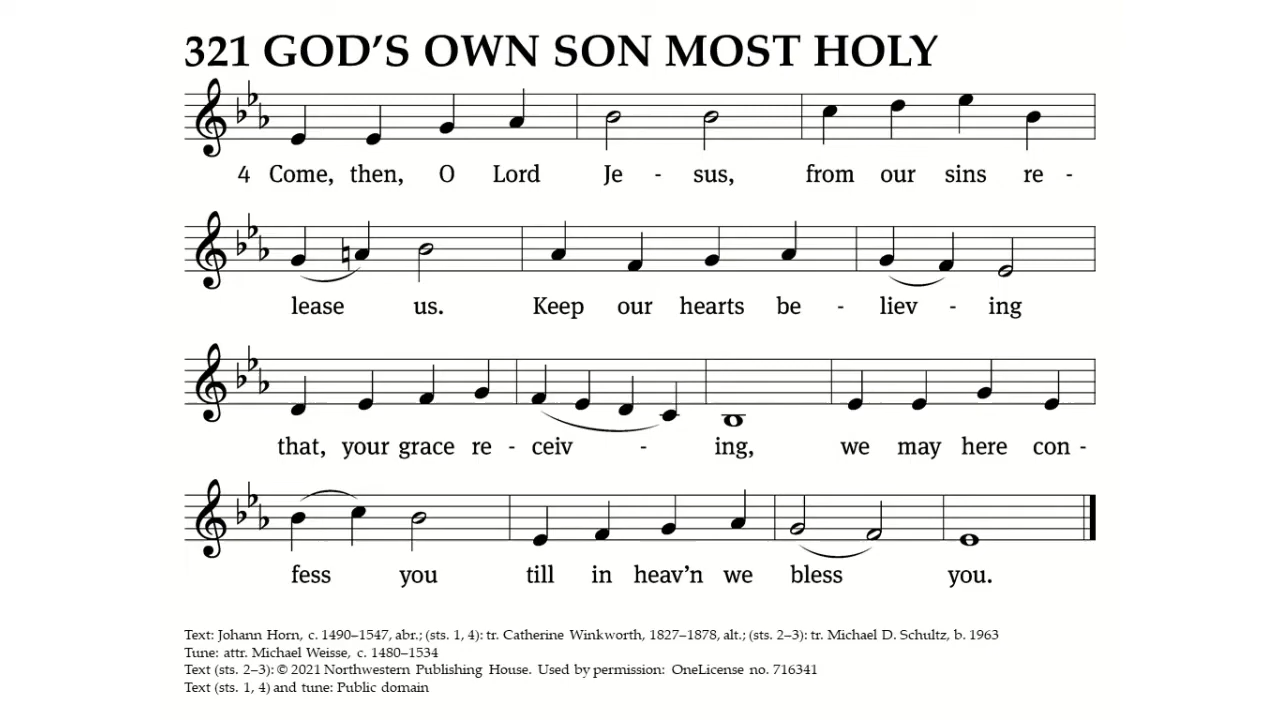 321 GOD’S OWN SON MOST HOLY
4 Come, then, O Lord Je - sus, from our sins re -
lease us. Keep our hearts be - liev - ing
that, your grace re - ceiv - ing, we may here con -
fess you till in heav’n we bless you.
Text: Johann Horn, c. 1490–1547, abr.; (sts. 1, 4): tr. Catherine Winkworth, 1827–1878, alt.; (sts. 2–3): tr. Michael D. Schultz, b. 1963
Tune: attr. Michael Weisse, c. 1480–1534
Text (sts. 2–3): © 2021 Northwestern Publishing House. Used by permission: OneLicense no. 716341
Text (sts. 1, 4) and tune: Public domain